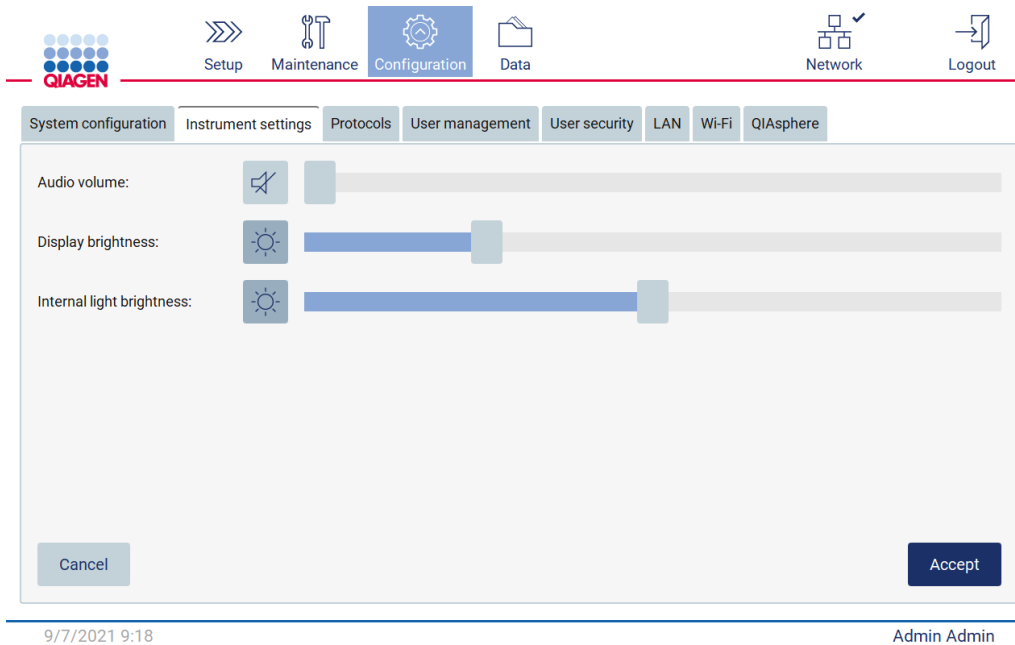 QIAGEN
Setup
Maintenance
Configuration
Data
Network
Logout
System configuration
Instrument settings
Protocols
User management
User security
LAN
Wi-Fi
QIAsphere
Audio volume:
Display brightness:
Internal light brightness:
Cancel
Accept
9/7/2021 9:18
Admin Admin